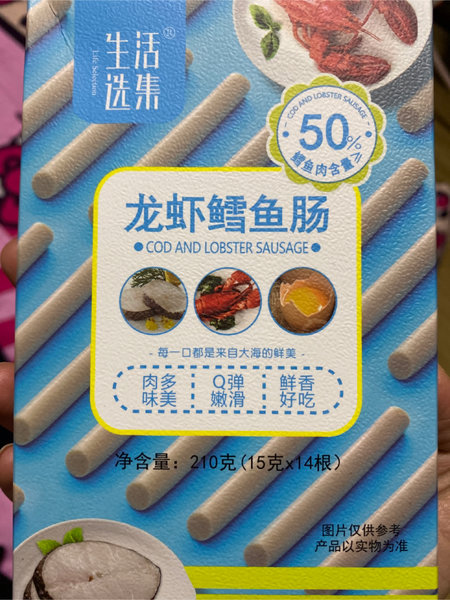 生活
选集
Life Selection
COD AND LOBSTER SAUSAGE
50%
鳕鱼肉含量≥
龙虾鳕鱼肠
COD AND LOBSTER SAUSAGE
- 每一口都是来自大海的鲜美 -
肉多 Q弹 鲜香
味美 嫩滑 好吃
净含量：210克(15克x14根)
图片仅供参考
产品以实物为准